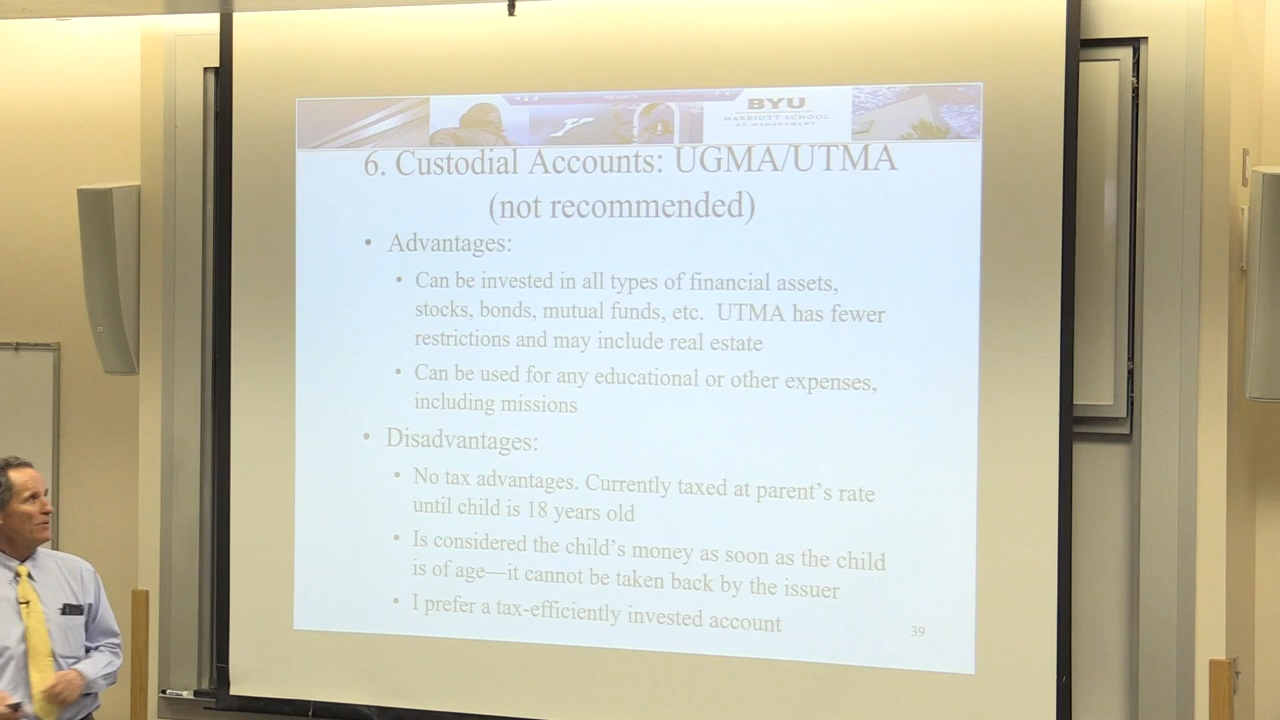 Y
BYU
MARRIOTT SCHOOL
OF MANAGEMENT
6. Custodial Accounts: UGMA/UTMA
(not recommended)
• Advantages:
• Can be invested in all types of financial assets,
stocks, bonds, mutual funds, etc. UTMA has fewer
restrictions and may include real estate
• Can be used for any educational or other expenses,
including missions
• Disadvantages:
• No tax advantages. Currently taxed at parent's rate
until child is 18 years old
• Is considered the child's money as soon as the child
is of age—it cannot be taken back by the issuer
• I prefer a tax-efficiently invested account
39